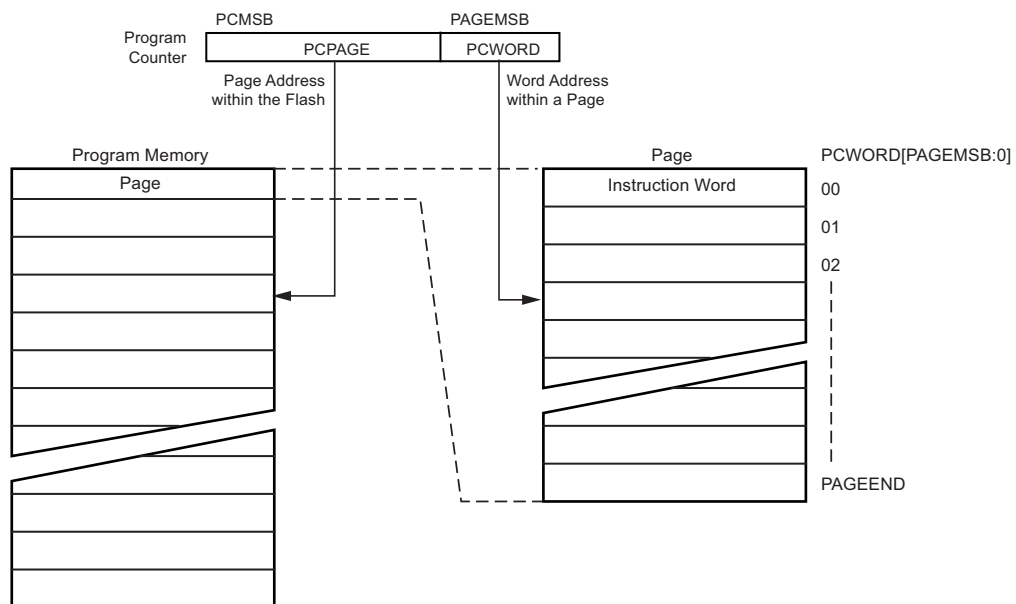 PCMSB
PAGEMSB
Program
Counter
PCPAGE
PCWORD
Page Address
within the Flash
Word Address
within a Page
Program Memory
Page
PCWORD[PAGEMSB:0]
Page
Instruction Word
00
01
02
PAGEEND